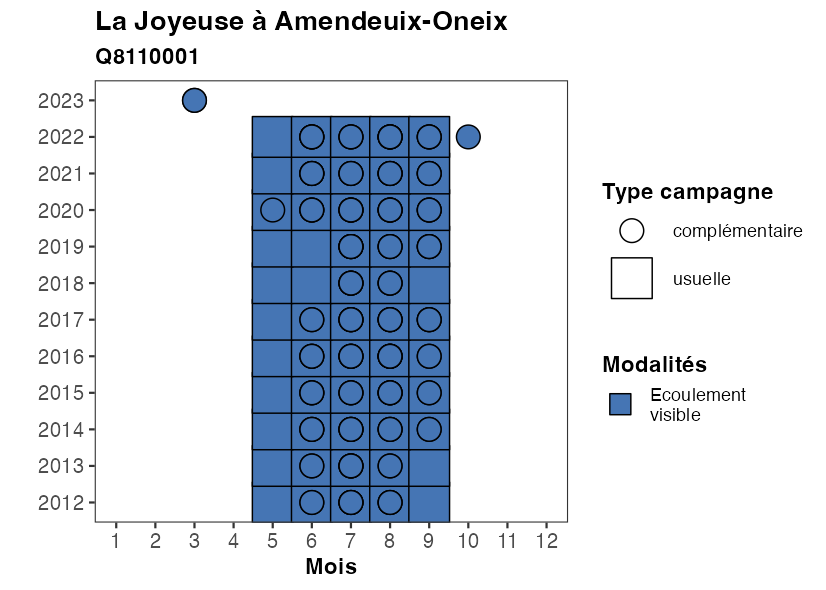 La Joyeuse à Amendeuix-Oneix
Q8110001
2023
2022
2021
2020
2019
2018
2017
2016
2015
2014
2013
2012
1 2 3 4 5 6 7 8 9 10 11 12
Mois
Type campagne
complémentaire
usuelle
Modalités
Ecoulement
visible